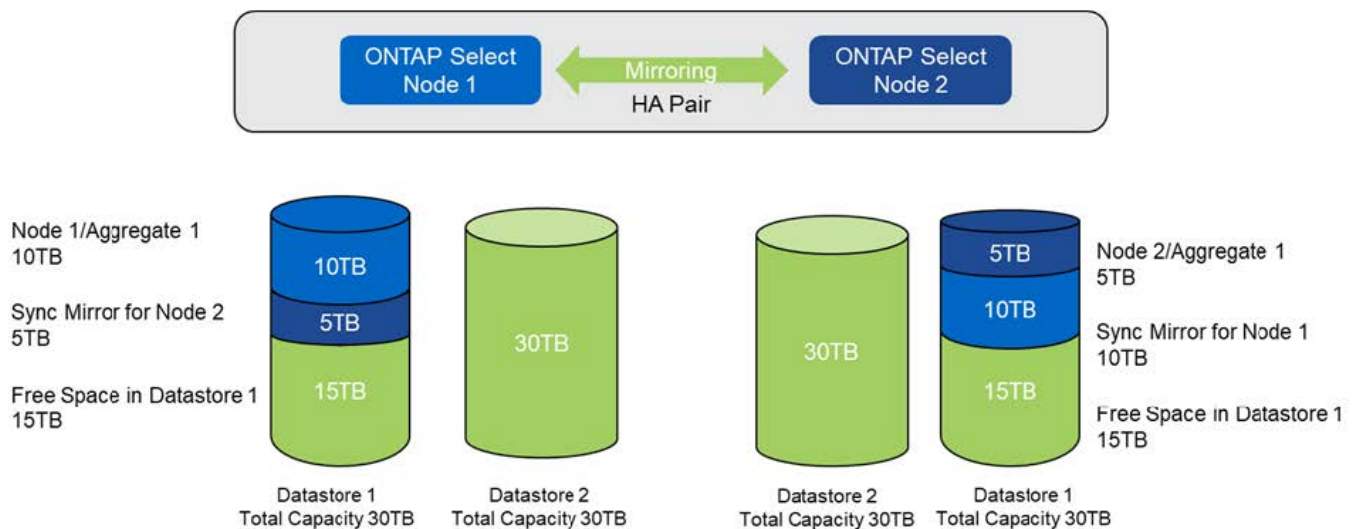 ONTAP Select
Node 1
Mirroring
HA Pair
ONTAP Select
Node 2
Node 1/Aggregate 1
10TB
Sync Mirror for Node 2
5TB
Free Space in Datastore 1
15TB
10TB
5TB
15TB
30TB
30TB
5TB
10TB
15TB
Node 2/Aggregate 1
5TB
Sync Mirror for Node 1
10TB
Free Space in Datastore 1
15TB
Datastore 1
Total Capacity 30TB
Datastore 2
Total Capacity 30TB
Datastore 2
Total Capacity 30TB
Datastore 1
Total Capacity 30TB